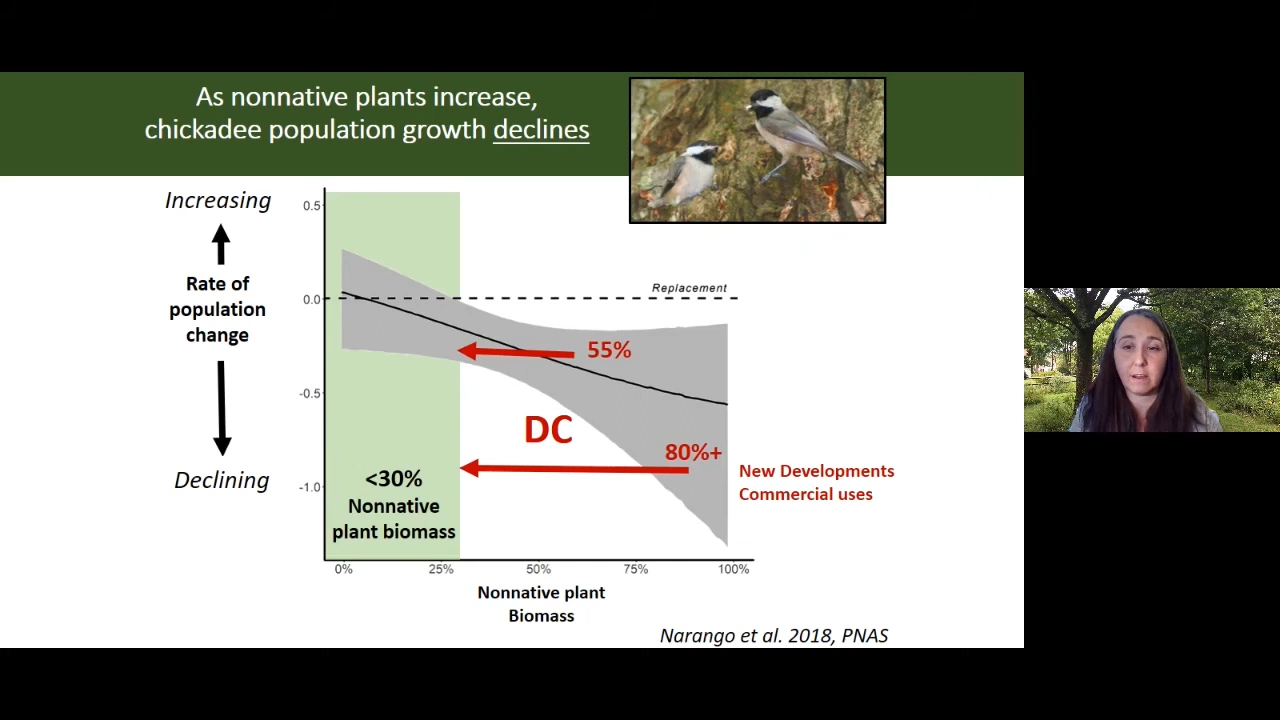 As nonnative plants increase,
chickadee population growth declines
Increasing
Rate of
population
change
Declining
0.5
0.0
-0.5
-1.0
Replacement
55%
DC
80%+
New Developments
Commercial uses
<30%
Nonnative
plant biomass
0%
25%
50%
75%
100%
Nonnative plant
Biomass
Narango et al. 2018, PNAS